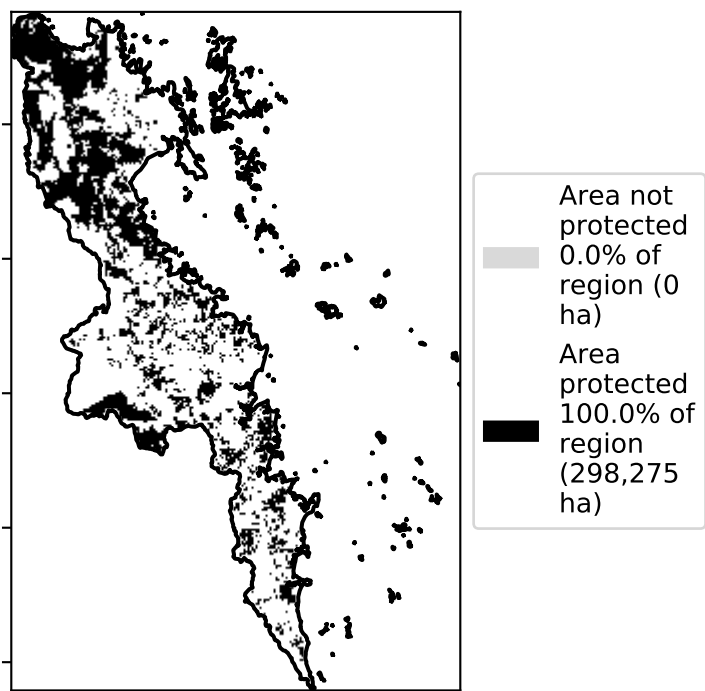 Area not
protected
0.0% of
region (0
ha)
Area
protected
100.0% of
region
(298,275
ha)